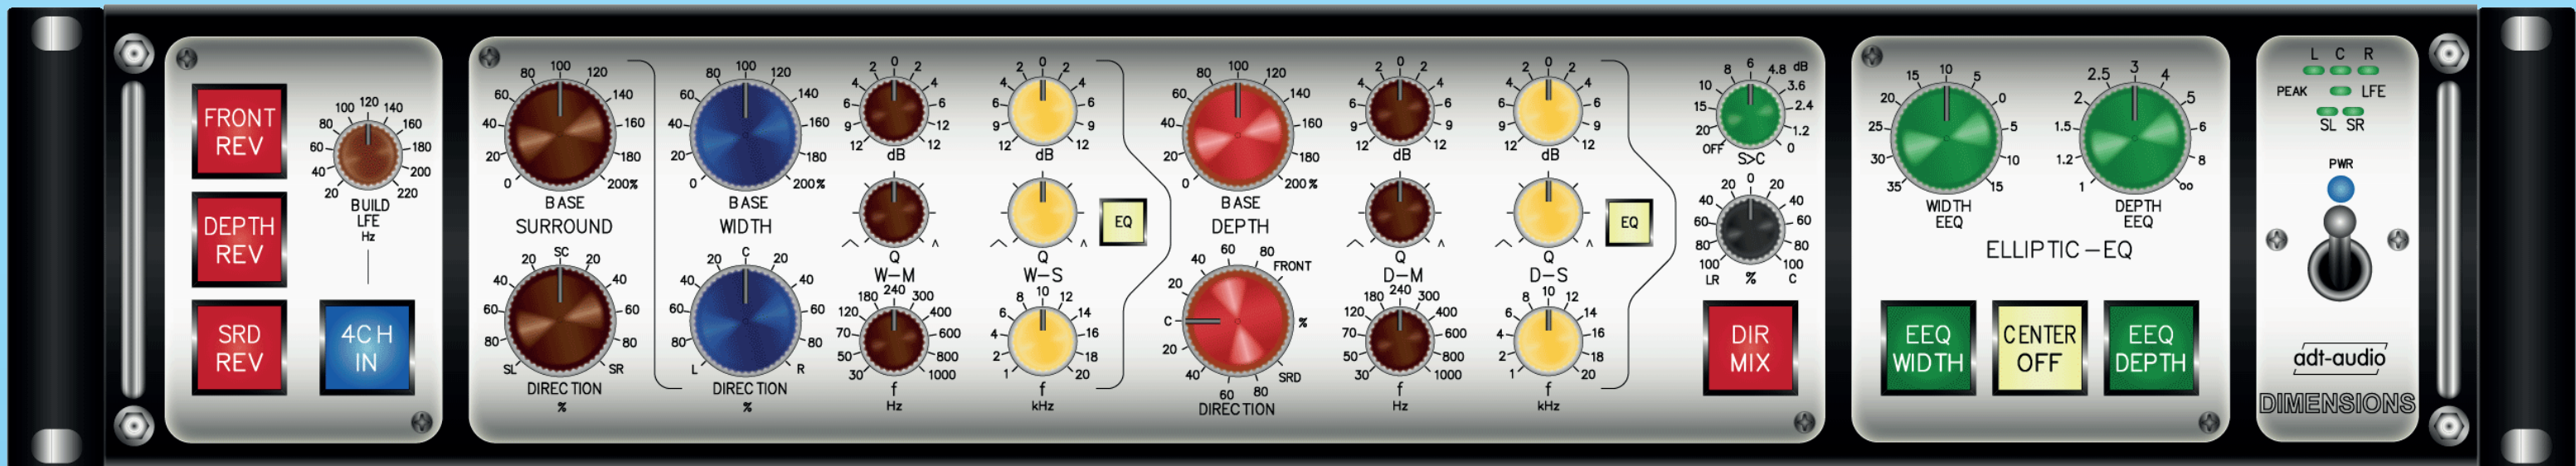 FRONT
REV
DEPTH
REV
SRD
REV
20 40 60 80 100 120 140 160 180 200 220
BUILD
LFE
Hz
4CH
IN
0 20 40 60 80 100 120 140 160 180 200%
BASE
SURROUND
SL 80 60 40 20 SC 20 40 60 80 SR
DIRECTION
%
0 20 40 60 80 100 120 140 160 180 200%
BASE
WIDTH
L 80 60 40 20 C 20 40 60 80 R
DIRECTION
%
12 9 6 4 2 0 2 4 6 9 12
dB
Q
W-M
30 50 70 120 180 240 300 400 600 800 1000
f
Hz
12 9 6 4 2 0 2 4 6 9 12
dB
Q
W-S
1 2 4 6 8 10 12 14 16 18 20
f
kHz
EQ
0 20 40 60 80 100 120 140 160 180 200%
BASE
DEPTH
C 20 40 60 80 FRONT
%
20 40 60 80 SRD
DIRECTION
12 9 6 4 2 0 2 4 6 9 12
dB
Q
D-M
30 50 70 120 180 240 300 400 600 800 1000
f
Hz
12 9 6 4 2 0 2 4 6 9 12
dB
Q
D-S
1 2 4 6 8 10 12 14 16 18 20
f
kHz
EQ
OFF 20 15 10 8 6 4.8 dB 3.6 2.4 1.2 0
S>C
100 80 60 40 20 0 20 40 60 80 100
LR % C
DIR
MIX
35 30 25 20 15 10 5 0 5 10 15
WIDTH
EEQ
1 1.2 1.5 2 2.5 3 4 5 6 8 ∞
DEPTH
EEQ
ELLIPTIC-EQ
EEQ
WIDTH
CENTER
OFF
EEQ
DEPTH
L C R
PEAK LFE
SL SR
PWR
adt-audio
DIMENSIONS